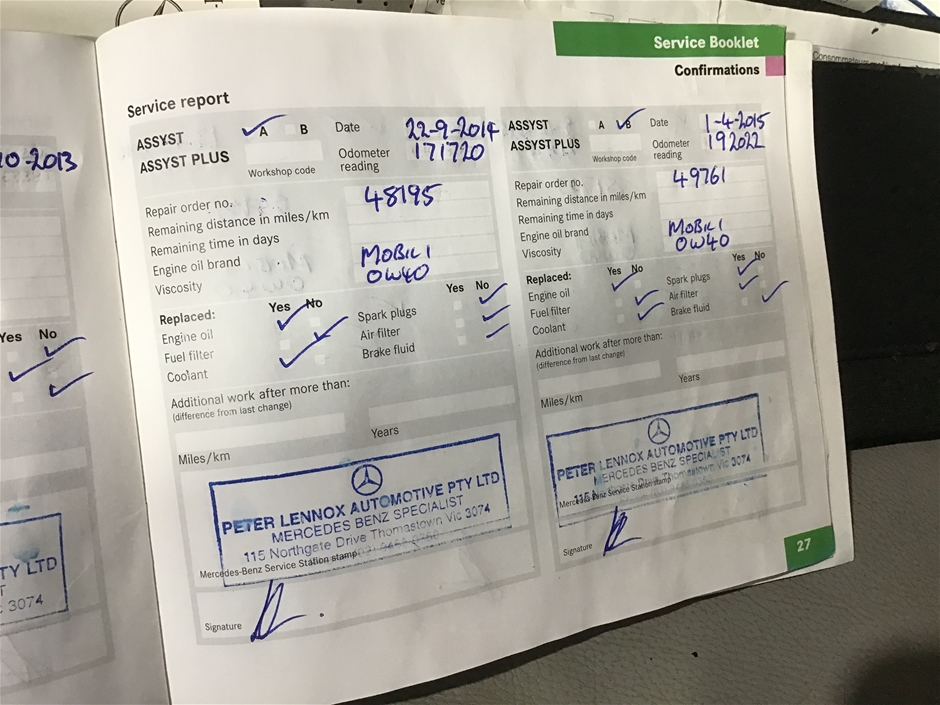 Consommateurs
Service Booklet
Confirmations
10-2013
Yes No
TY LTD
3074
Service report
ASSYST A B Date 22-9-2014
ASSYST PLUS Odometer reading 171720
Workshop code
Repair order no. 48195
Remaining distance in miles/km
Remaining time in days
Engine oil brand MOBIL 1
Viscosity 0W40
Replaced: Yes No Yes No
Engine oil Spark plugs
Fuel filter Air filter
Coolant Brake fluid
Additional work after more than:
(difference from last change)
Miles/km Years
PETER LENNOX AUTOMOTIVE PTY LTD
MERCEDES BENZ SPECIALIST
115 Northgate Drive Thomastown Vic 3074
Mercedes-Benz Service Station stamp
Signature
ASSYST A B Date 1-4-2015
ASSYST PLUS Odometer reading 192022
Workshop code
Repair order no. 49761
Remaining distance in miles/km
Remaining time in days
Engine oil brand MOBIL 1
Viscosity 0W40
Replaced: Yes No Yes No
Engine oil Spark plugs
Fuel filter Air filter
Coolant Brake fluid
Additional work after more than:
(difference from last change)
Miles/km Years
PETER LENNOX AUTOMOTIVE PTY LTD
MERCEDES BENZ SPECIALIST
115 Drive Thomastown Vic 3074
Mercedes-Benz Service Station stamp
Signature
27